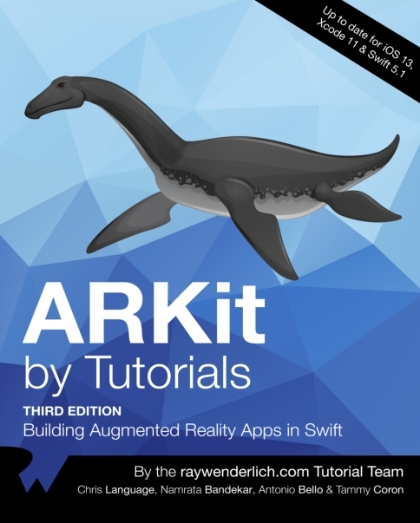 Up to date for iOS 13,
Xcode 11 & Swift 5.1
ARKit
by Tutorials
THIRD EDITION
Building Augmented Reality Apps in Swift
By the raywenderlich.com Tutorial Team
Chris Language, Namrata Bandekar, Antonio Bello & Tammy Coron